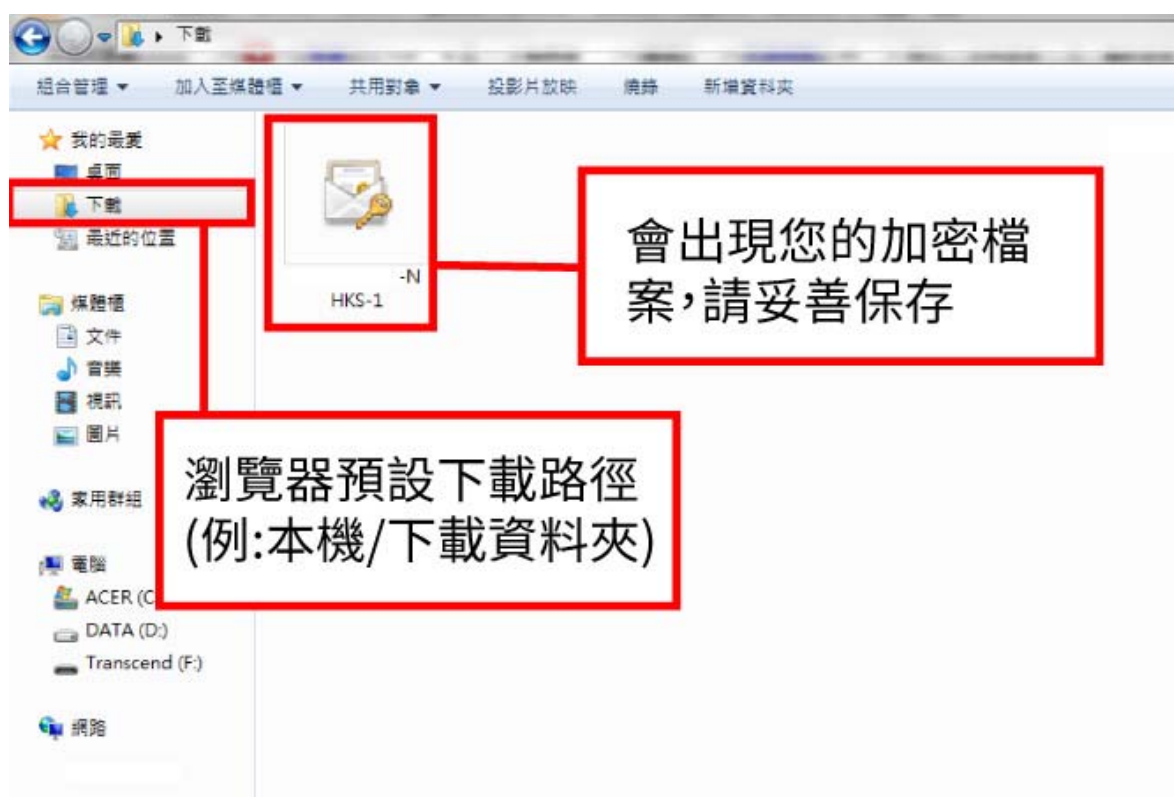 下載
組合管理
加入至媒體櫃
共用對象
投影片放映
燒錄
新增資料夾
我的最愛
桌面
下載
最近的位置
媒體櫃
文件
音樂
視訊
圖片
家用群組
電腦
ACER (C
DATA (D:)
Transcend (F:)
網路
-N
HKS-1
會出現您的加密檔
案,請妥善保存
瀏覽器預設下載路徑
(例:本機/下載資料夾)